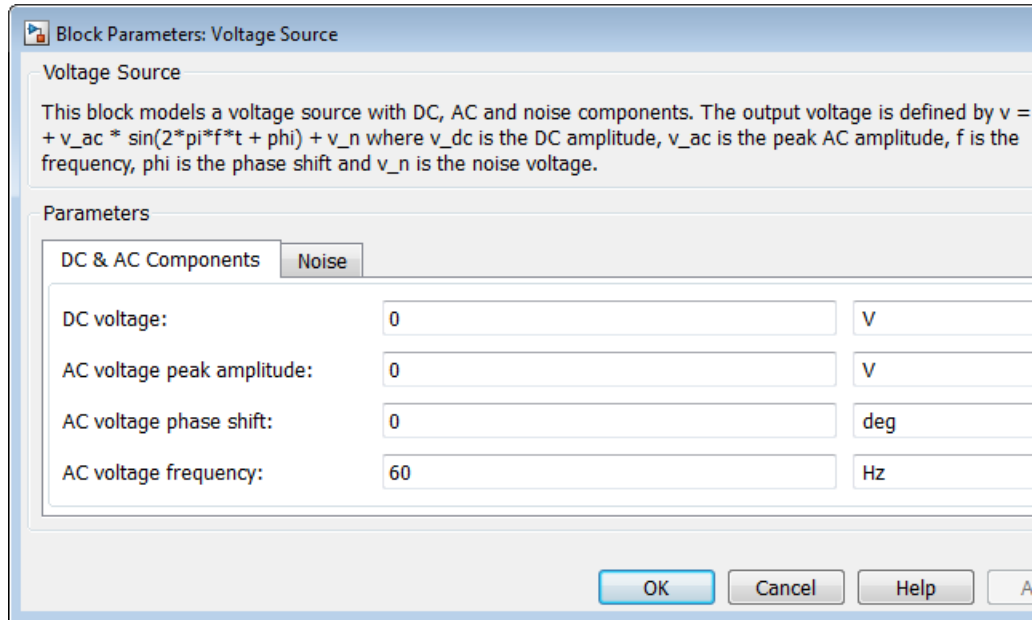 Block Parameters: Voltage Source
Voltage Source
This block models a voltage source with DC, AC and noise components. The output voltage is defined by v =
+ v_ac * sin(2*pi*f*t + phi) + v_n where v_dc is the DC amplitude, v_ac is the peak AC amplitude, f is the
frequency, phi is the phase shift and v_n is the noise voltage.
Parameters
DC & AC Components Noise
DC voltage: 0 V
AC voltage peak amplitude: 0 V
AC voltage phase shift: 0 deg
AC voltage frequency: 60 Hz
OK Cancel Help